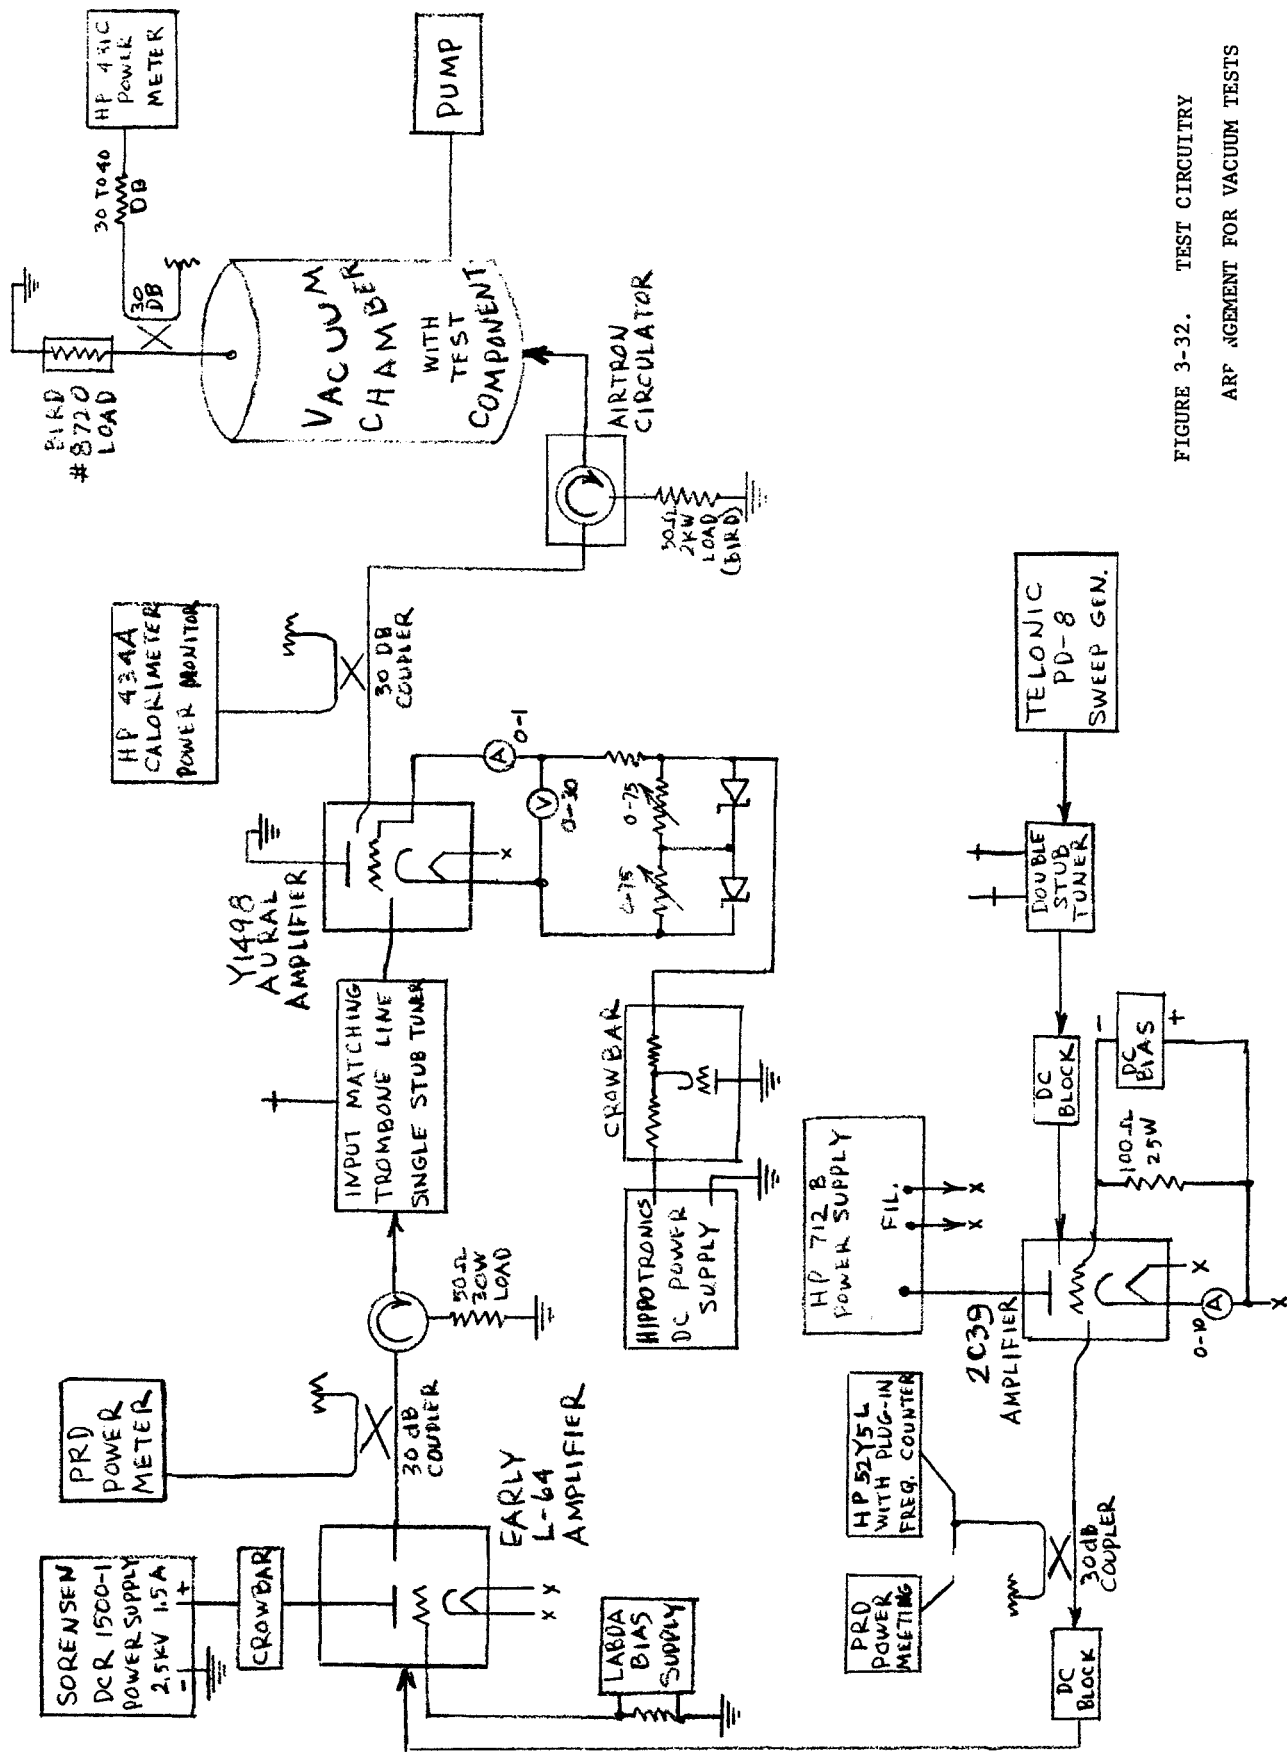 SORENSEN
DCR 1500-1
POWER SUPPLY
2.5KV 1.5A
- +
CROWBAR
PRD
POWER
METER
30 dB
COUPLER
EARLY
L-64
AMPLIFIER
X X
LABDA
BIAS
SUPPLY
50Ω
30W
LOAD
INPUT MATCHING
TROMBONE LINE
SINGLE STUB TUNER
Y1498
AURAL
AMPLIFIER
X
HP 434A
CALORIMETER
POWER MONITOR
30 DB
COUPLER
A
0-1
V
0-30
0-75
0-75
CROWBAR
HIPPOTRONICS
DC POWER
SUPPLY
BIRD
#8720
LOAD
30
DB
30 TO 40
DB
HP 431C
POWER
METER
VACUUM
CHAMBER
WITH
TEST
COMPONENT
PUMP
AIRTRON
CIRCULATOR
50Ω
2KW
LOAD
(BIRD)
TELONIC
PD-8
SWEEP GEN.
DOUBLE
STUB
TUNER
DC
BLOCK
DC
BIAS
- +
100Ω
25W
HP 712 B
POWER SUPPLY
FIL.
X X
2C39
AMPLIFIER
X
A
0-10
X
HP 52Y5L
WITH PLUG-IN
FREQ. COUNTER
PRD
POWER
MEETING
30dB
COUPLER
DC
BLOCK
FIGURE 3-32. TEST CIRCUITRY
NGEMENT FOR VACUUM TESTS